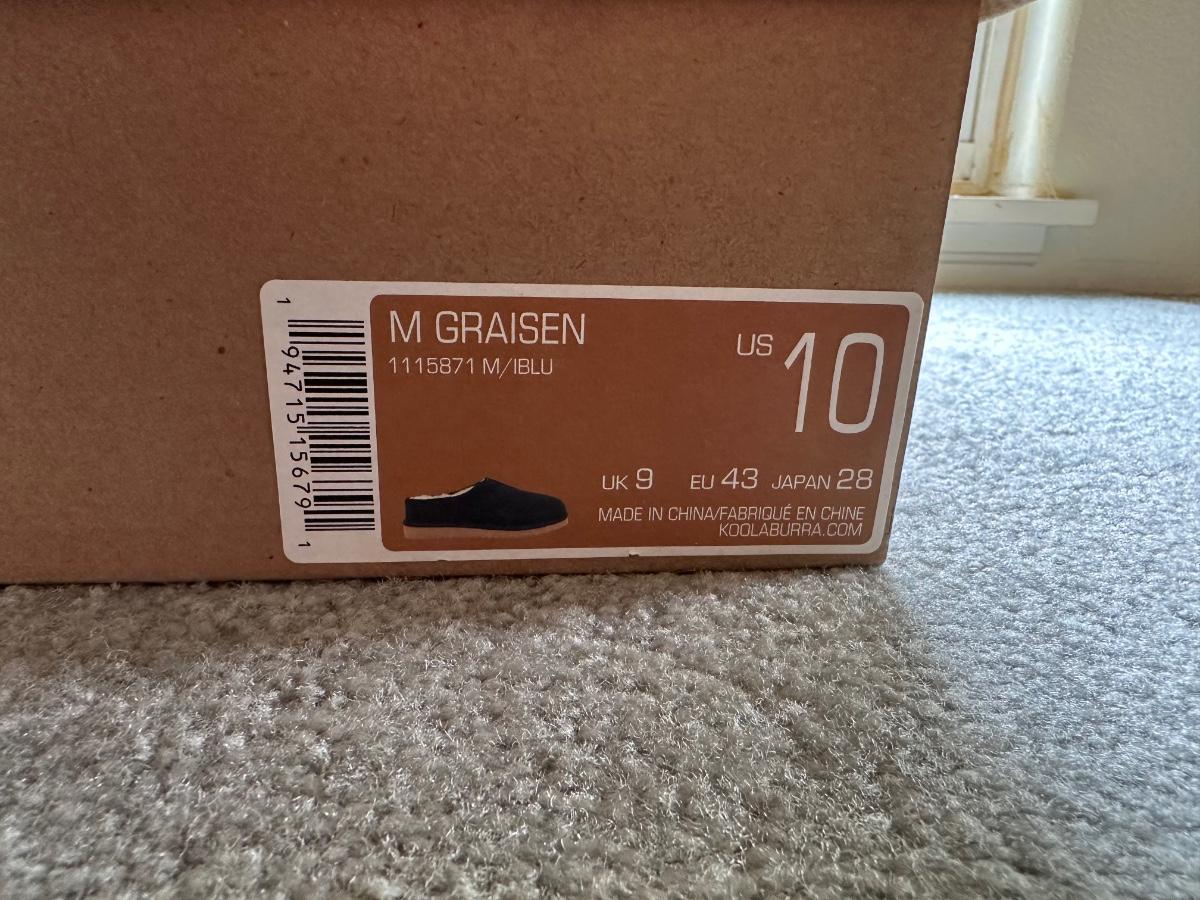 1 94715 15679 1
M GRAISEN
1115871 M/IBLU
US 10
UK 9 EU 43 JAPAN 28
MADE IN CHINA/FABRIQUÉ EN CHINE
KOOLABURRA.COM